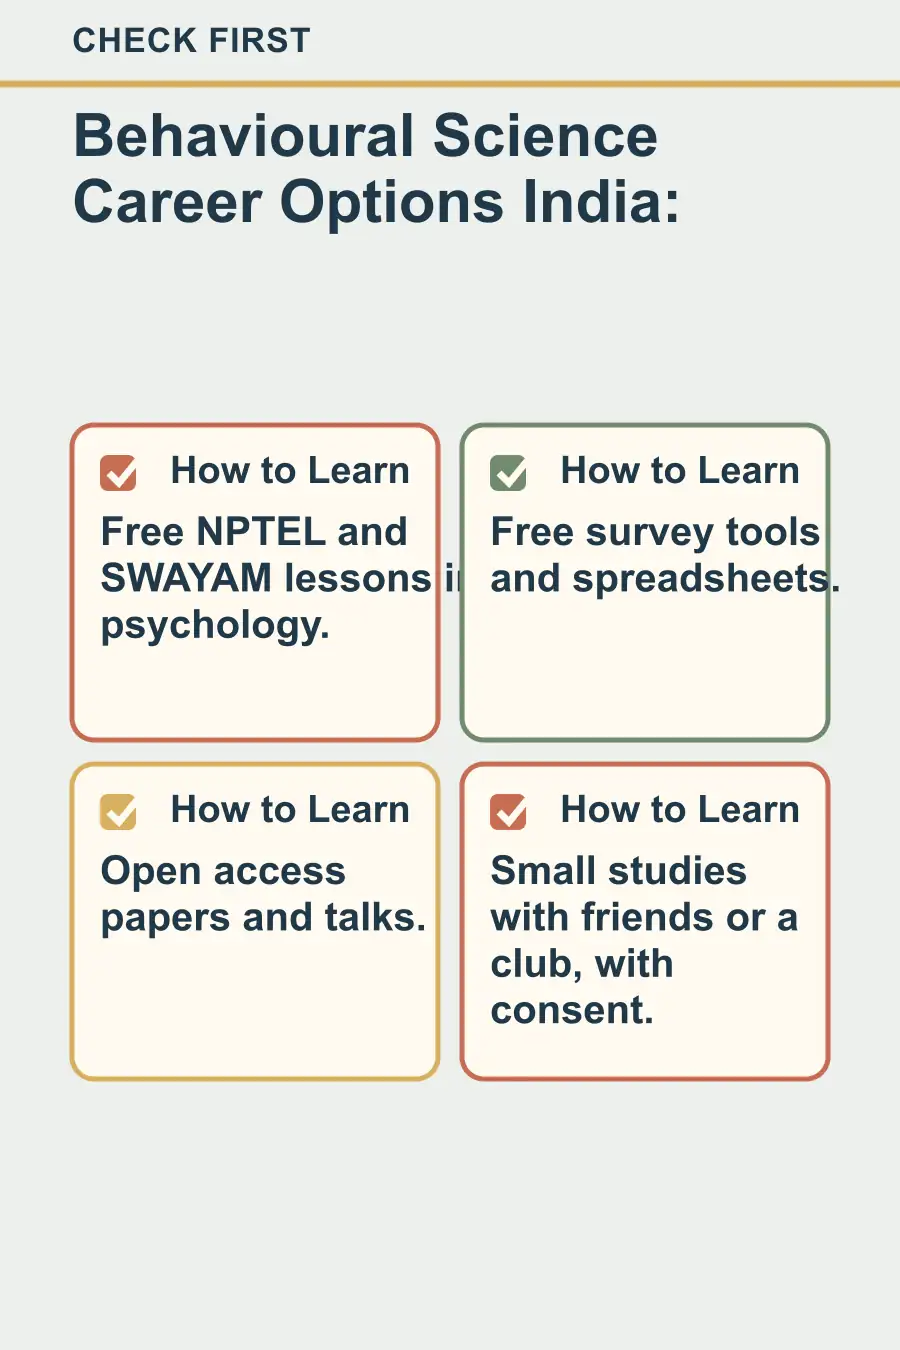 CHECK FIRST
Behavioural Science
Career Options India:
How to Learn
Free NPTEL and
SWAYAM lessons
psychology.
How to Learn
Free survey tools
and spreadsheets.
How to Learn
Open access
papers and talks.
How to Learn
Small studies
with friends or a
club, with
consent.